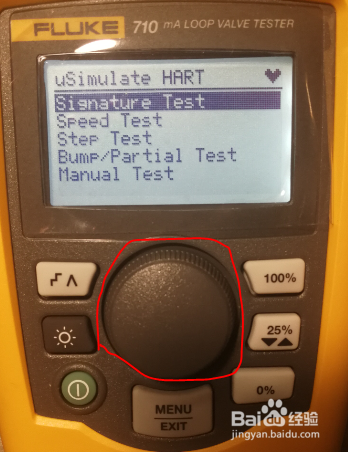 FLUKE 710 mA LOOP VALVE TESTER
uSimulate HART
Signature Test
Speed Test
Step Test
Bump/Partial Test
Manual Test
100%
25%
0%
MENU
EXIT
Baidu 经验
jingyan.baidu.com